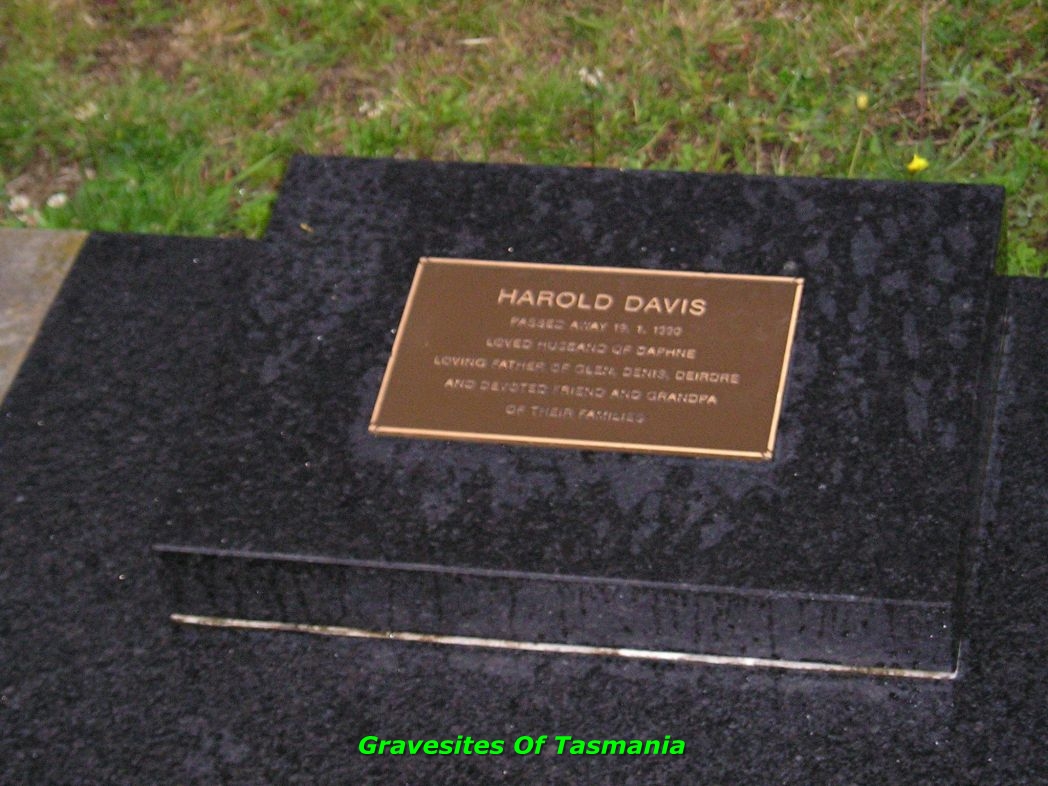 HAROLD DAVIS
PASSED AWAY 19. 1. 1990
LOVED HUSBAND OF DAPHNE
LOVING FATHER OF GLEN, DENIS, DEIRDRE
AND DEVOTED FRIEND AND GRANDPA
OF THEIR FAMILIES
Gravesites Of Tasmania